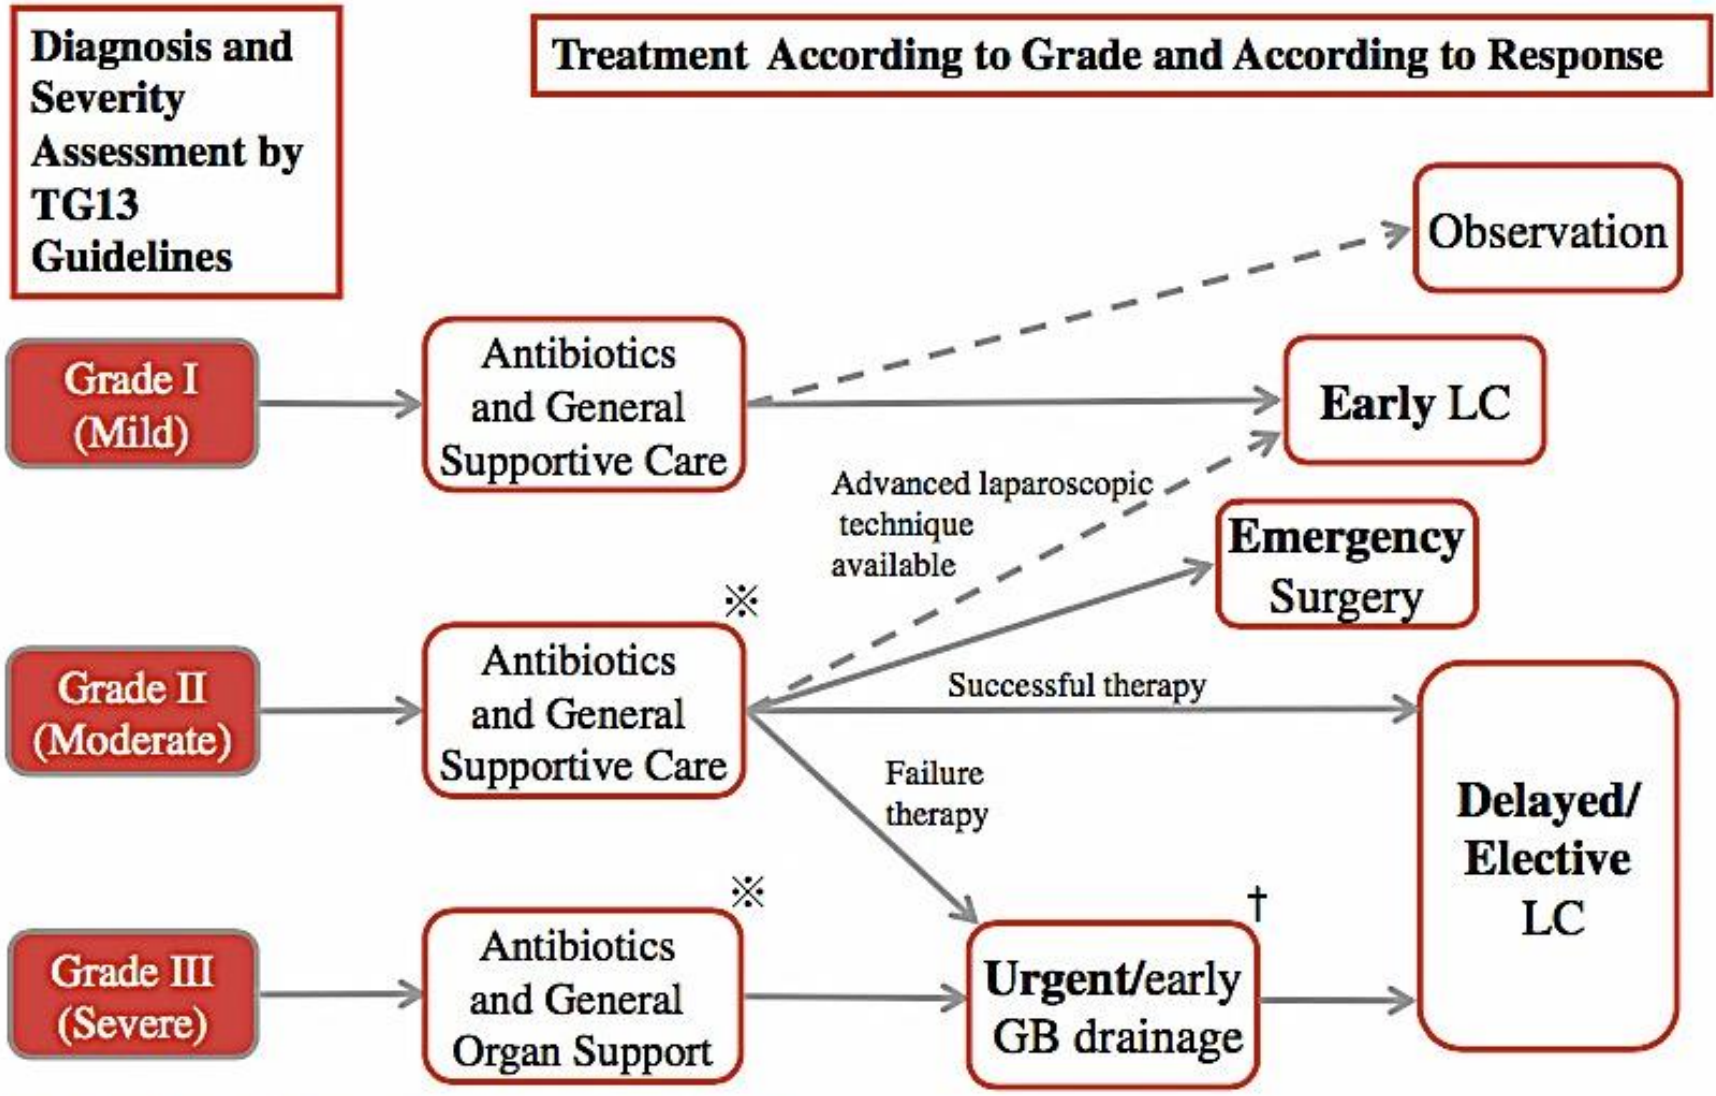 Diagnosis and
Severity
Assessment by
TG13
Guidelines
Treatment According to Grade and According to Response
Observation
Grade I
(Mild)
Antibiotics
and General
Supportive Care
Early LC
Advanced laparoscopic
technique
available
Emergency
Surgery
※
Grade II
(Moderate)
Antibiotics
and General
Supportive Care
Successful therapy
Failure
therapy
Delayed/
Elective
LC
※
Grade III
(Severe)
Antibiotics
and General
Organ Support
†
Urgent/early
GB drainage